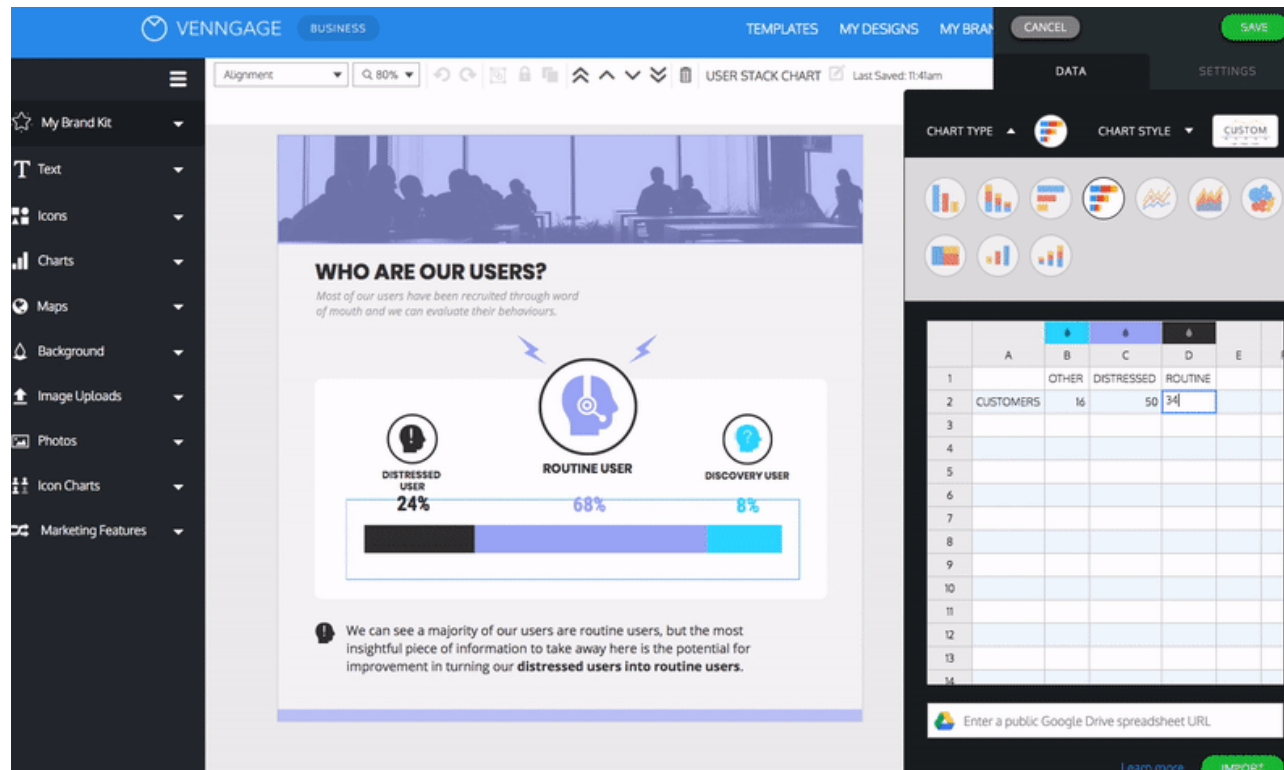 VENNGAGE BUSINESS TEMPLATES MY DESIGNS MY BRAN CANCEL SAVE
Alignment 80% USER STACK CHART Last Saved: 11:41am DATA SETTINGS
My Brand Kit
Text
Icons
Charts
Maps
Background
Image Uploads
Photos
Icon Charts
Marketing Features
WHO ARE OUR USERS?
Most of our users have been recruited through word
of mouth and we can evaluate their behaviours.
DISTRESSED
USER
24%
ROUTINE USER
68%
DISCOVERY USER
8%
We can see a majority of our users are routine users, but the most
insightful piece of information to take away here is the potential for
improvement in turning our distressed users into routine users.
CHART TYPE CHART STYLE CUSTOM
A B C D E
1 OTHER DISTRESSED ROUTINE
2 CUSTOMERS 16 50 34
3
4
5
6
7
8
9
10
11
12
13
14
Enter a public Google Drive spreadsheet URL
Learn more IMPORT